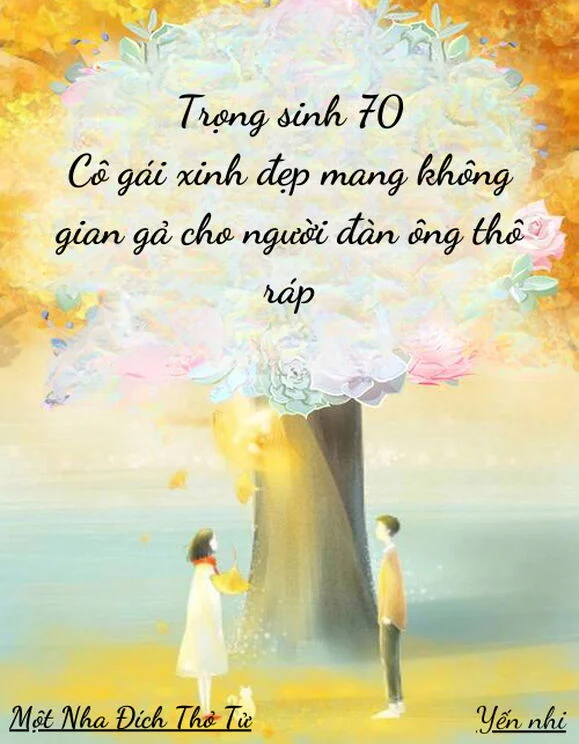 Trọng sinh 70
Cô gái xinh đẹp mang không
gian gả cho người đàn ông thô
ráp
Một Nha Đích Thỏ Tử
Yến nhi